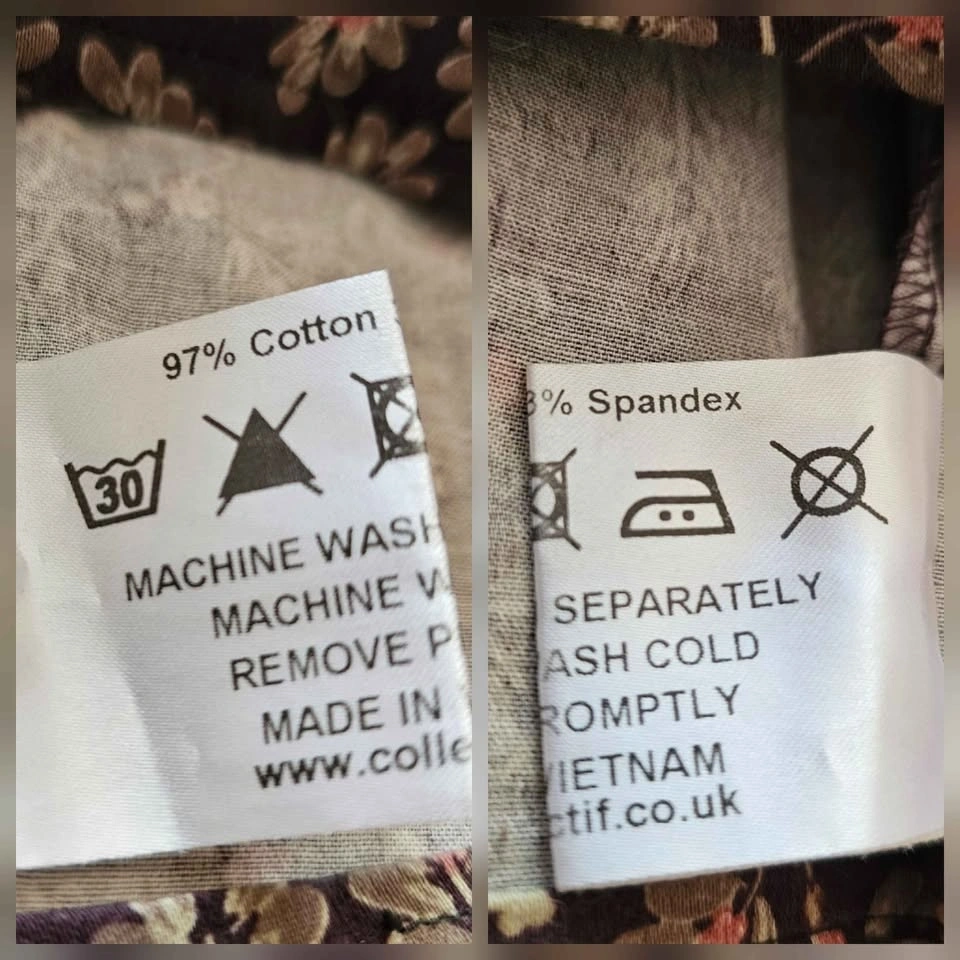 97% Cotton
30
MACHINE WASH
MACHINE W
REMOVE P
MADE IN
www.colle
3% Spandex
SEPARATELY
ASH COLD
ROMPTLY
VIETNAM
ctif.co.uk